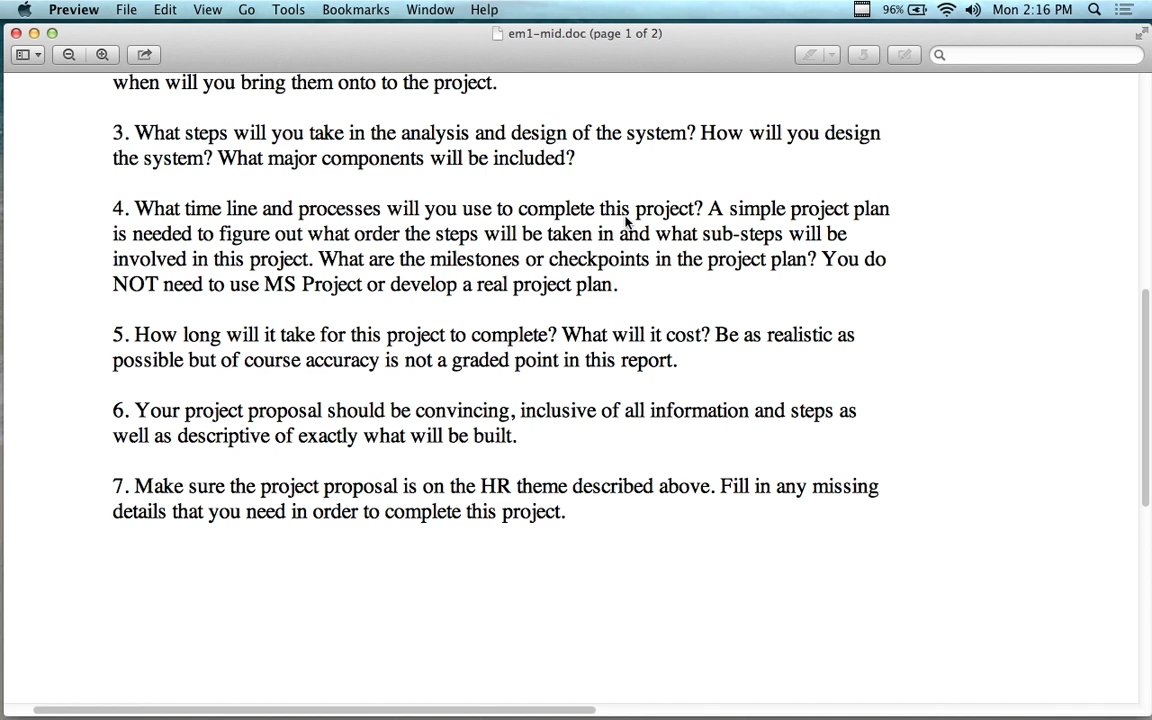 Preview File Edit View Go Tools Bookmarks Window Help 96% Mon 2:16 PM
em1-mid.doc (page 1 of 2)
when will you bring them onto to the project.
3. What steps will you take in the analysis and design of the system? How will you design
the system? What major components will be included?
4. What time line and processes will you use to complete this project? A simple project plan
is needed to figure out what order the steps will be taken in and what sub-steps will be
involved in this project. What are the milestones or checkpoints in the project plan? You do
NOT need to use MS Project or develop a real project plan.
5. How long will it take for this project to complete? What will it cost? Be as realistic as
possible but of course accuracy is not a graded point in this report.
6. Your project proposal should be convincing, inclusive of all information and steps as
well as descriptive of exactly what will be built.
7. Make sure the project proposal is on the HR theme described above. Fill in any missing
details that you need in order to complete this project.